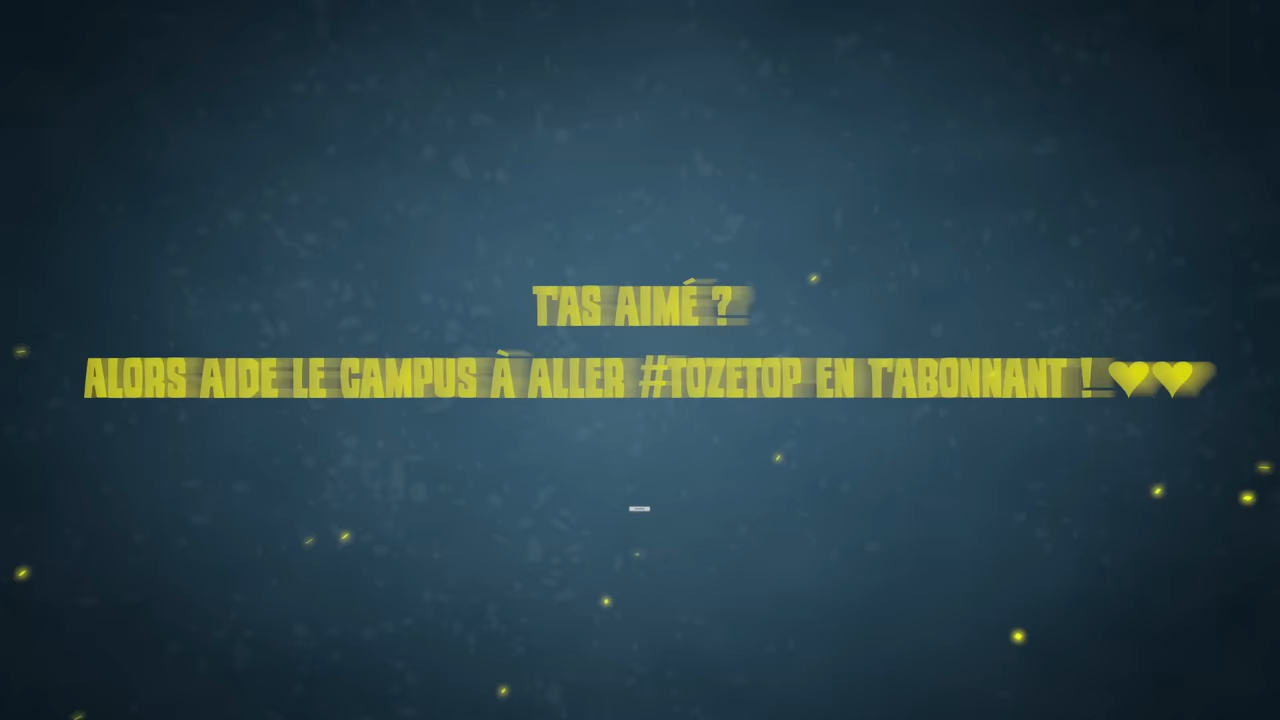 T'AS AIMÉ ?
ALORS AIDE LE CAMPUS À ALLER #TOZETOP EN T'ABONNANT ! ♥♥